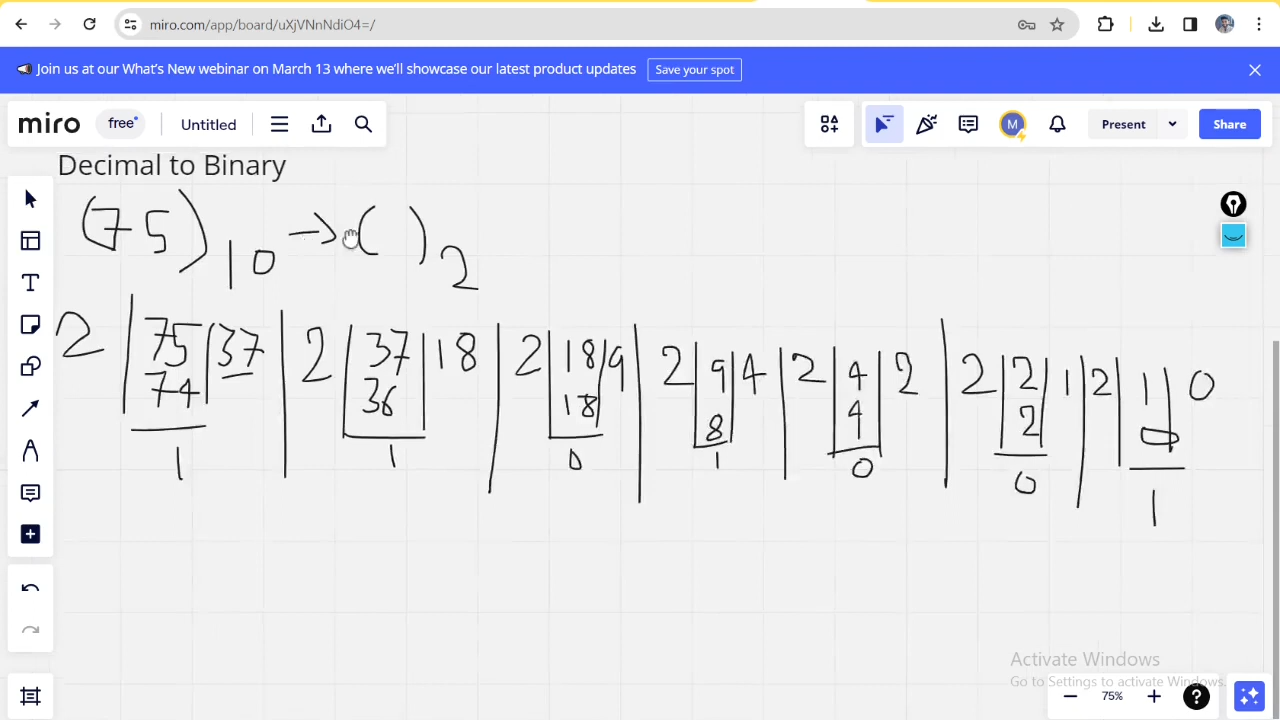 miro.com/app/board/uXjVNnNdiO4=/
Join us at our What's New webinar on March 13 where we'll showcase our latest product updates Save your spot
miro free Untitled Present Share
Decimal to Binary
(75)10 → ( )2
2 75 37 2 37 18 2 18 9 2 9 4 2 4 2 2 2 1 2 1 0
74 36 18 8 4 2 0
1 1 0 1 0 0 1
Activate Windows
Go to Settings to activate Windows.
75%